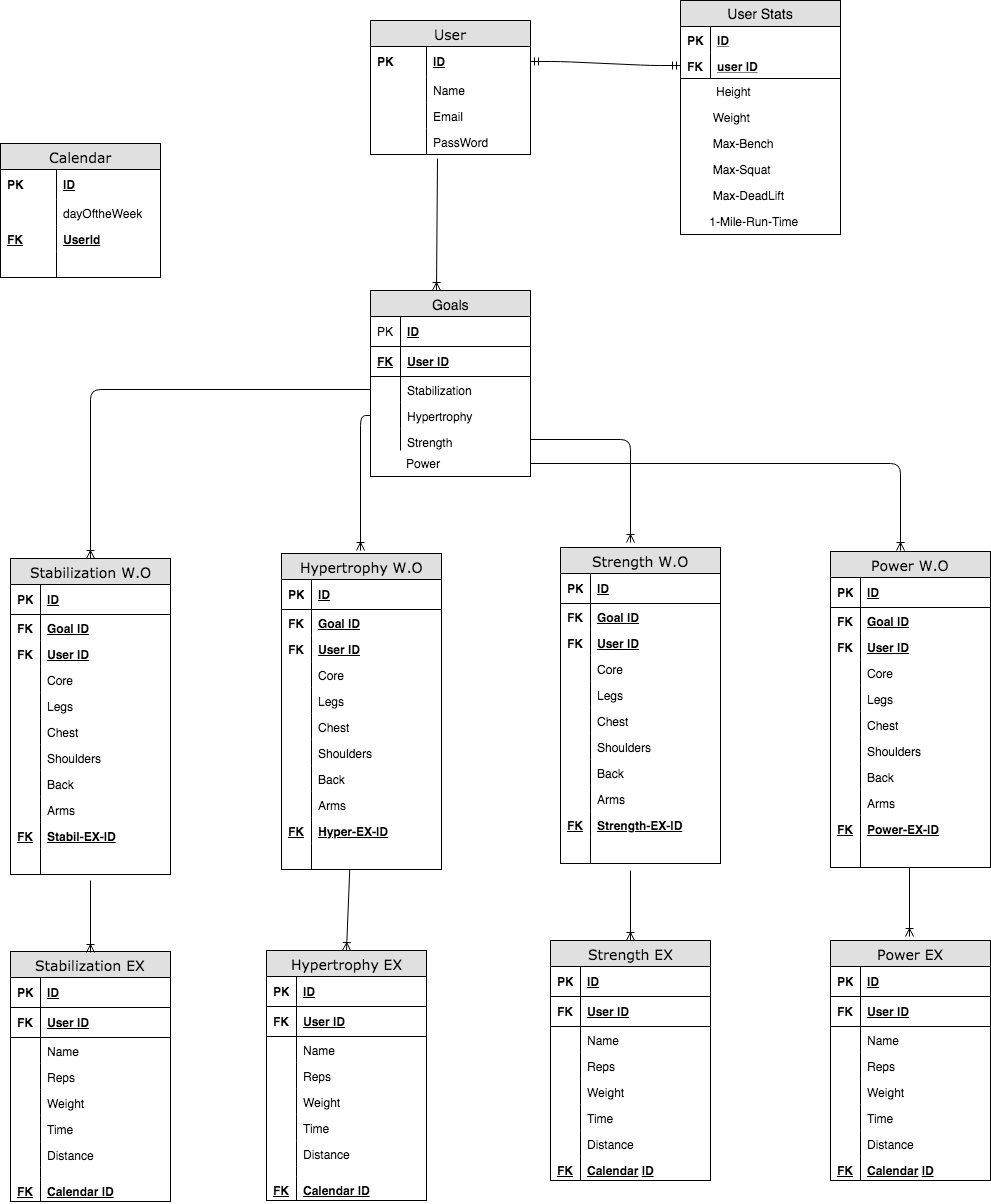 User Stats
PK ID
FK user ID
Height
Weight
Max-Bench
Max-Squat
Max-DeadLift
1-Mile-Run-Time
User
PK ID
Name
Email
PassWord
Calendar
PK ID
dayOftheWeek
FK UserId
Goals
PK ID
FK User ID
Stabilization
Hypertrophy
Strength
Power
Stabilization W.O
PK ID
FK Goal ID
FK User ID
Core
Legs
Chest
Shoulders
Back
Arms
FK Stabil-EX-ID
Hypertrophy W.O
PK ID
FK Goal ID
FK User ID
Core
Legs
Chest
Shoulders
Back
Arms
FK Hyper-EX-ID
Strength W.O
PK ID
FK Goal ID
FK User ID
Core
Legs
Chest
Shoulders
Back
Arms
FK Strength-EX-ID
Power W.O
PK ID
FK Goal ID
FK User ID
Core
Legs
Chest
Shoulders
Back
Arms
FK Power-EX-ID
Stabilization EX
PK ID
FK User ID
Name
Reps
Weight
Time
Distance
FK Calendar ID
Hypertrophy EX
PK ID
FK User ID
Name
Reps
Weight
Time
Distance
FK Calendar ID
Strength EX
PK ID
FK User ID
Name
Reps
Weight
Time
Distance
FK Calendar ID
Power EX
PK ID
FK User ID
Name
Reps
Weight
Time
Distance
FK Calendar ID